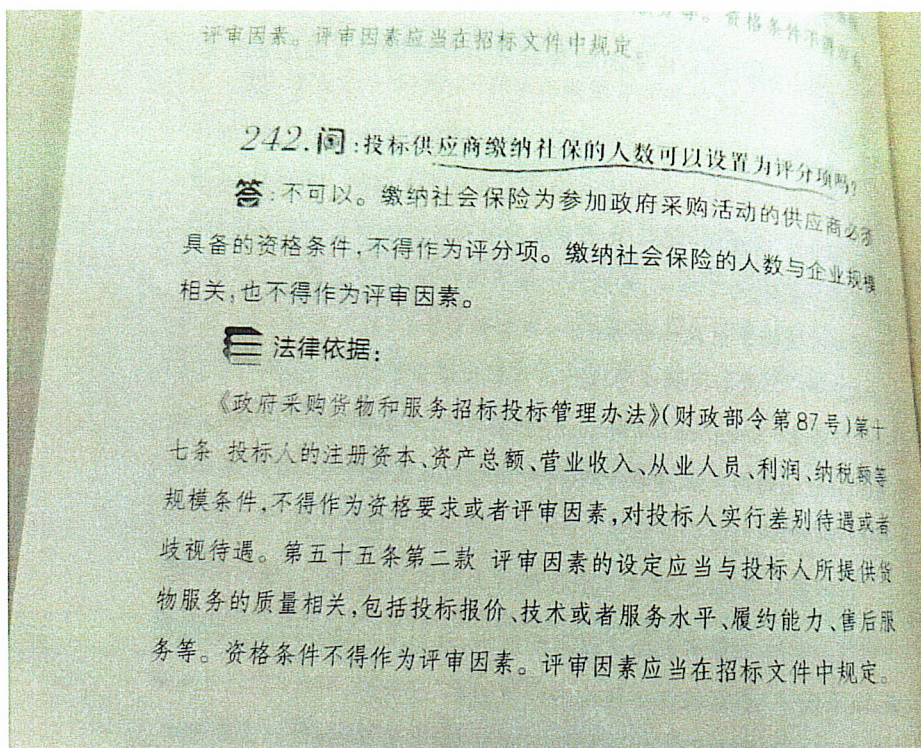 资格条件不得
评审因素。评审因素应当在招标文件中规定。
242.问:投标供应商缴纳社保的人数可以设置为评分项吗?
答:不可以。缴纳社会保险为参加政府采购活动的供应商必须
具备的资格条件,不得作为评分项。缴纳社会保险的人数与企业规模
相关,也不得作为评审因素。
法律依据:
《政府采购货物和服务招标投标管理办法》(财政部令第87号)第十
七条 投标人的注册资本、资产总额、营业收入、从业人员、利润、纳税额等
规模条件,不得作为资格要求或者评审因素,对投标人实行差别待遇或者
歧视待遇。第五十五条第二款 评审因素的设定应当与投标人所提供货
物服务的质量相关,包括投标报价、技术或者服务水平、履约能力、售后服
务等。资格条件不得作为评审因素。评审因素应当在招标文件中规定。